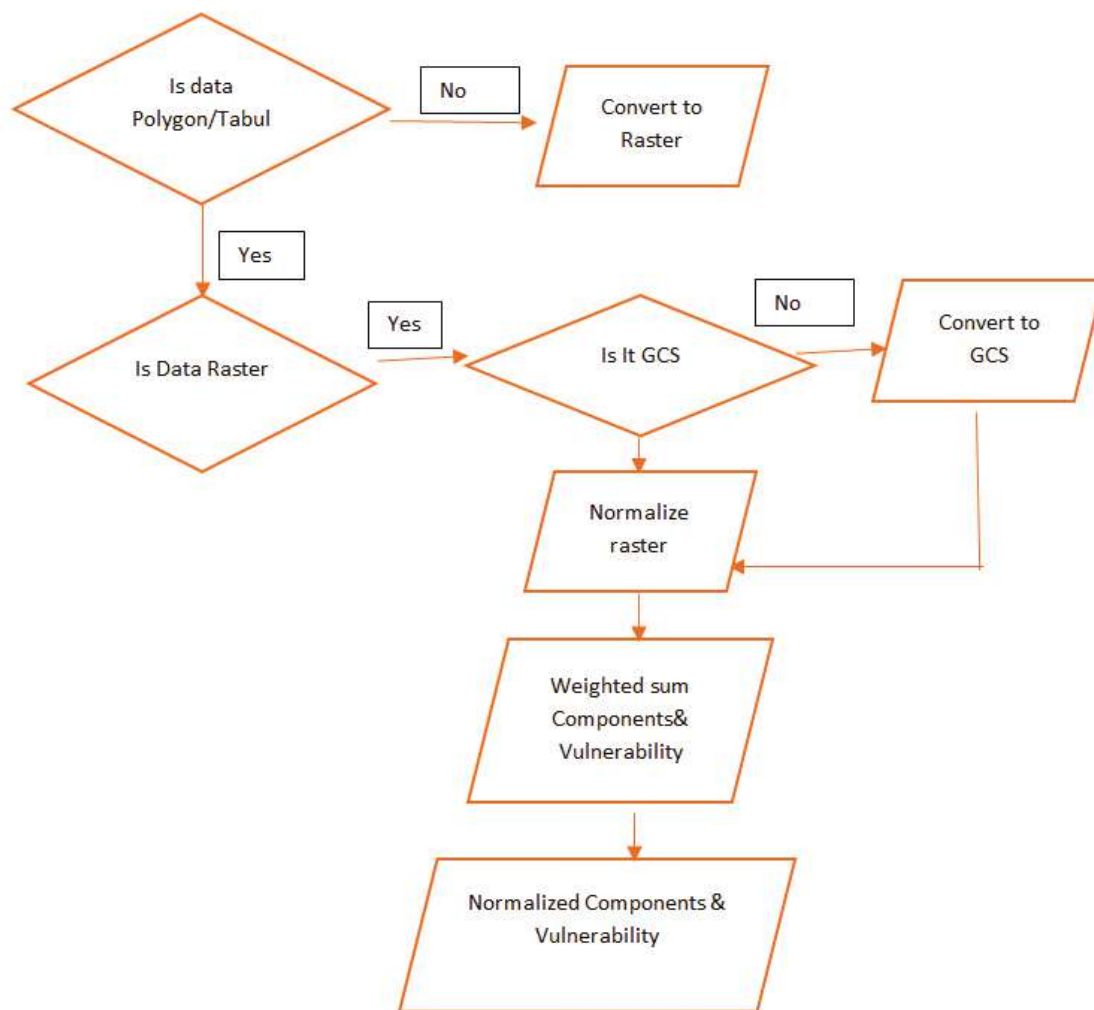 Is data
Polygon/Tabul
No
Convert to
Raster
Yes
Is Data Raster
Yes
Is It GCS
No
Convert to
GCS
Normalize
raster
Weighted sum
Components&
Vulnerability
Normalized Components &
Vulnerability